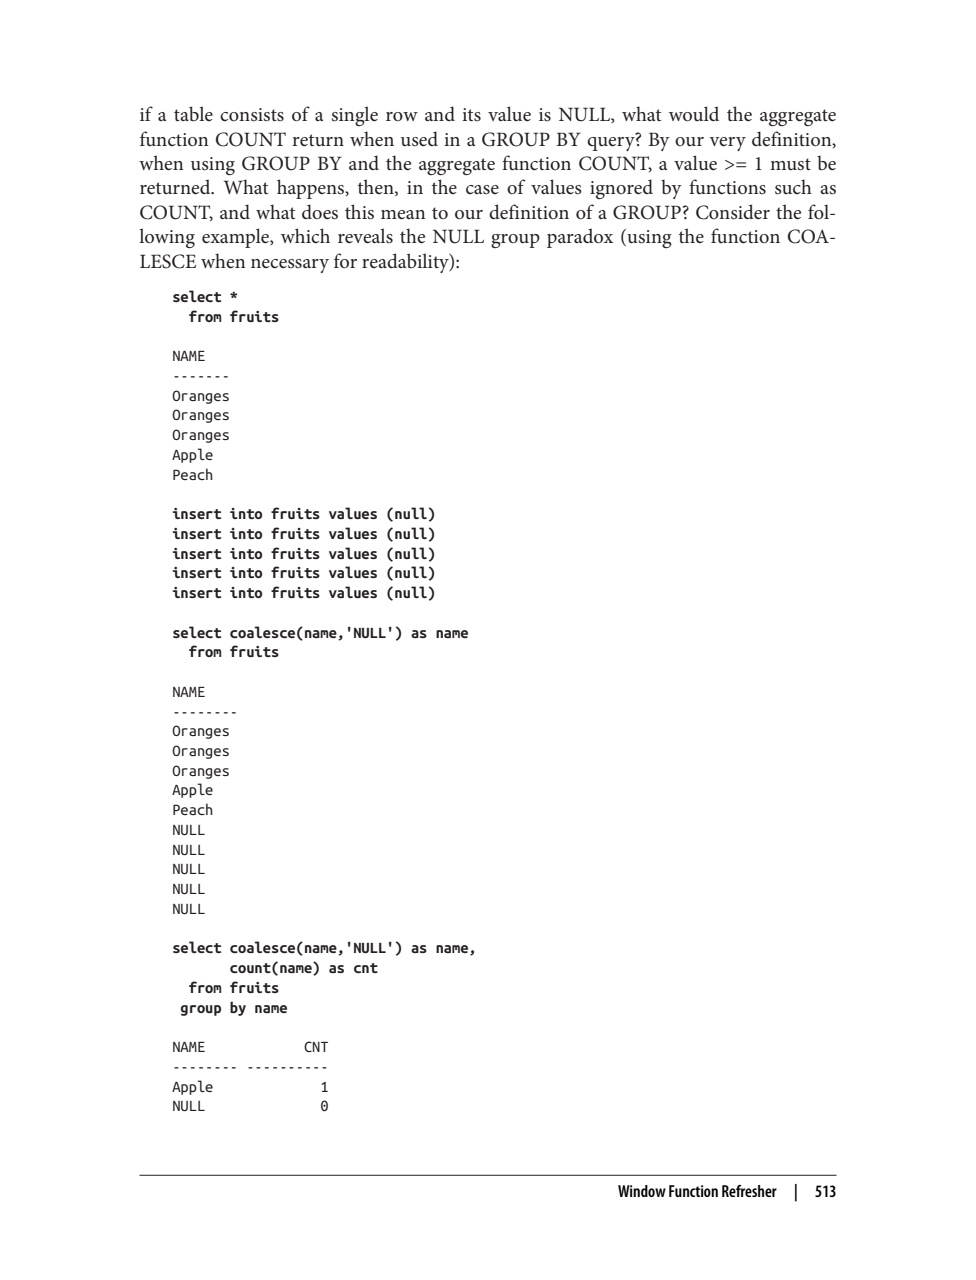 if a table consists of a single row and its value is NULL, what would the aggregate
function COUNT return when used in a GROUP BY query? By our very definition,
when using GROUP BY and the aggregate function COUNT, a value >= 1 must be
returned. What happens, then, in the case of values ignored by functions such as
COUNT, and what does this mean to our definition of a GROUP? Consider the fol-
lowing example, which reveals the NULL group paradox (using the function COA-
LESCE when necessary for readability):
select *
  from fruits
NAME
-------
Oranges
Oranges
Oranges
Apple
Peach
insert into fruits values (null)
insert into fruits values (null)
insert into fruits values (null)
insert into fruits values (null)
insert into fruits values (null)
select coalesce(name,'NULL') as name
  from fruits
NAME
--------
Oranges
Oranges
Oranges
Apple
Peach
NULL
NULL
NULL
NULL
NULL
select coalesce(name,'NULL') as name,
       count(name) as cnt
  from fruits
 group by name
NAME            CNT
-------- ----------
Apple             1
NULL              0
Window Function Refresher | 513